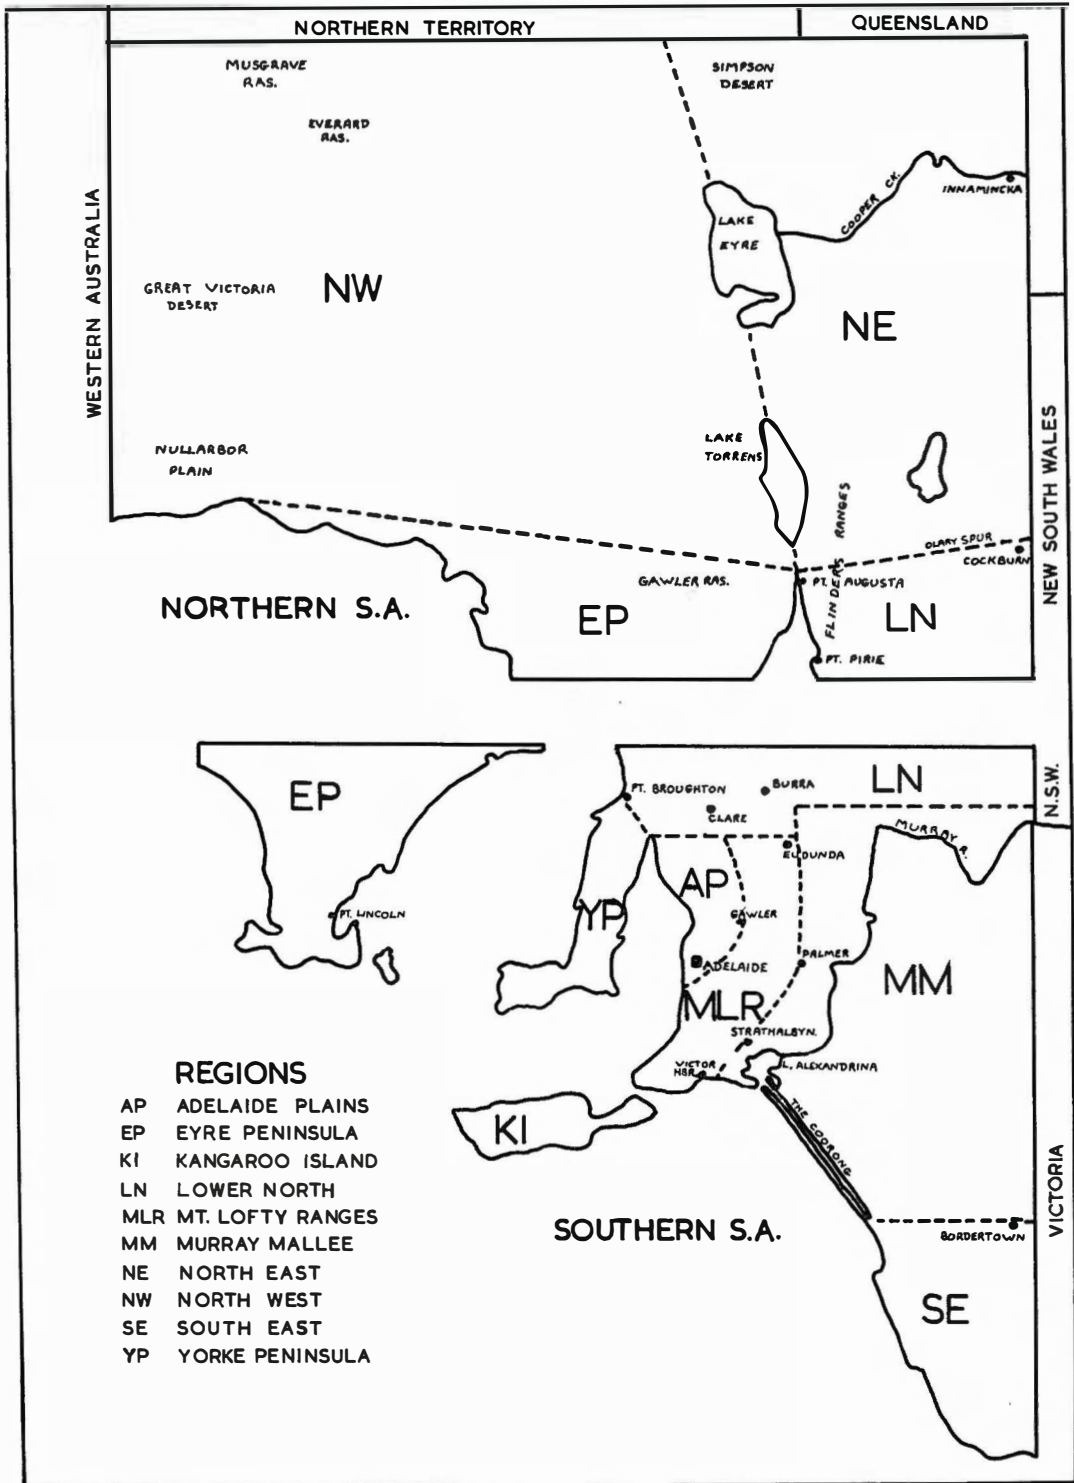 NORTHERN TERRITORY
QUEENSLAND
MUSGRAVE
RAS.
SIMPSON
DESERT
EVERARD
RAS.
COOPER CK.
INNAMINCKA
LAKE
EYRE
WESTERN AUSTRALIA
GREAT VICTORIA
DESERT
NW
NE
NULLARBOR
PLAIN
LAKE
TORRENS
FLINDERS RANGES
NEW SOUTH WALES
OLARY SPUR
COCKBURN
GAWLER RAS.
PT. AUGUSTA
NORTHERN S.A.
EP
LN
PT. PIRIE
EP
PT. BROUGHTON
BURRA
LN
N.S.W.
CLARE
MURRAY R.
EUDUNDA
AP
PT. LINCOLN
YP
GAWLER
ADELAIDE
PALMER
MM
MLR
STRATHALBYN.
VICTOR
HBR.
L. ALEXANDRINA
KI
THE COORONG
VICTORIA
SOUTHERN S.A.
BORDERTOWN
SE
REGIONS
AP ADELAIDE PLAINS
EP EYRE PENINSULA
KI KANGAROO ISLAND
LN LOWER NORTH
MLR MT. LOFTY RANGES
MM MURRAY MALLEE
NE NORTH EAST
NW NORTH WEST
SE SOUTH EAST
YP YORKE PENINSULA